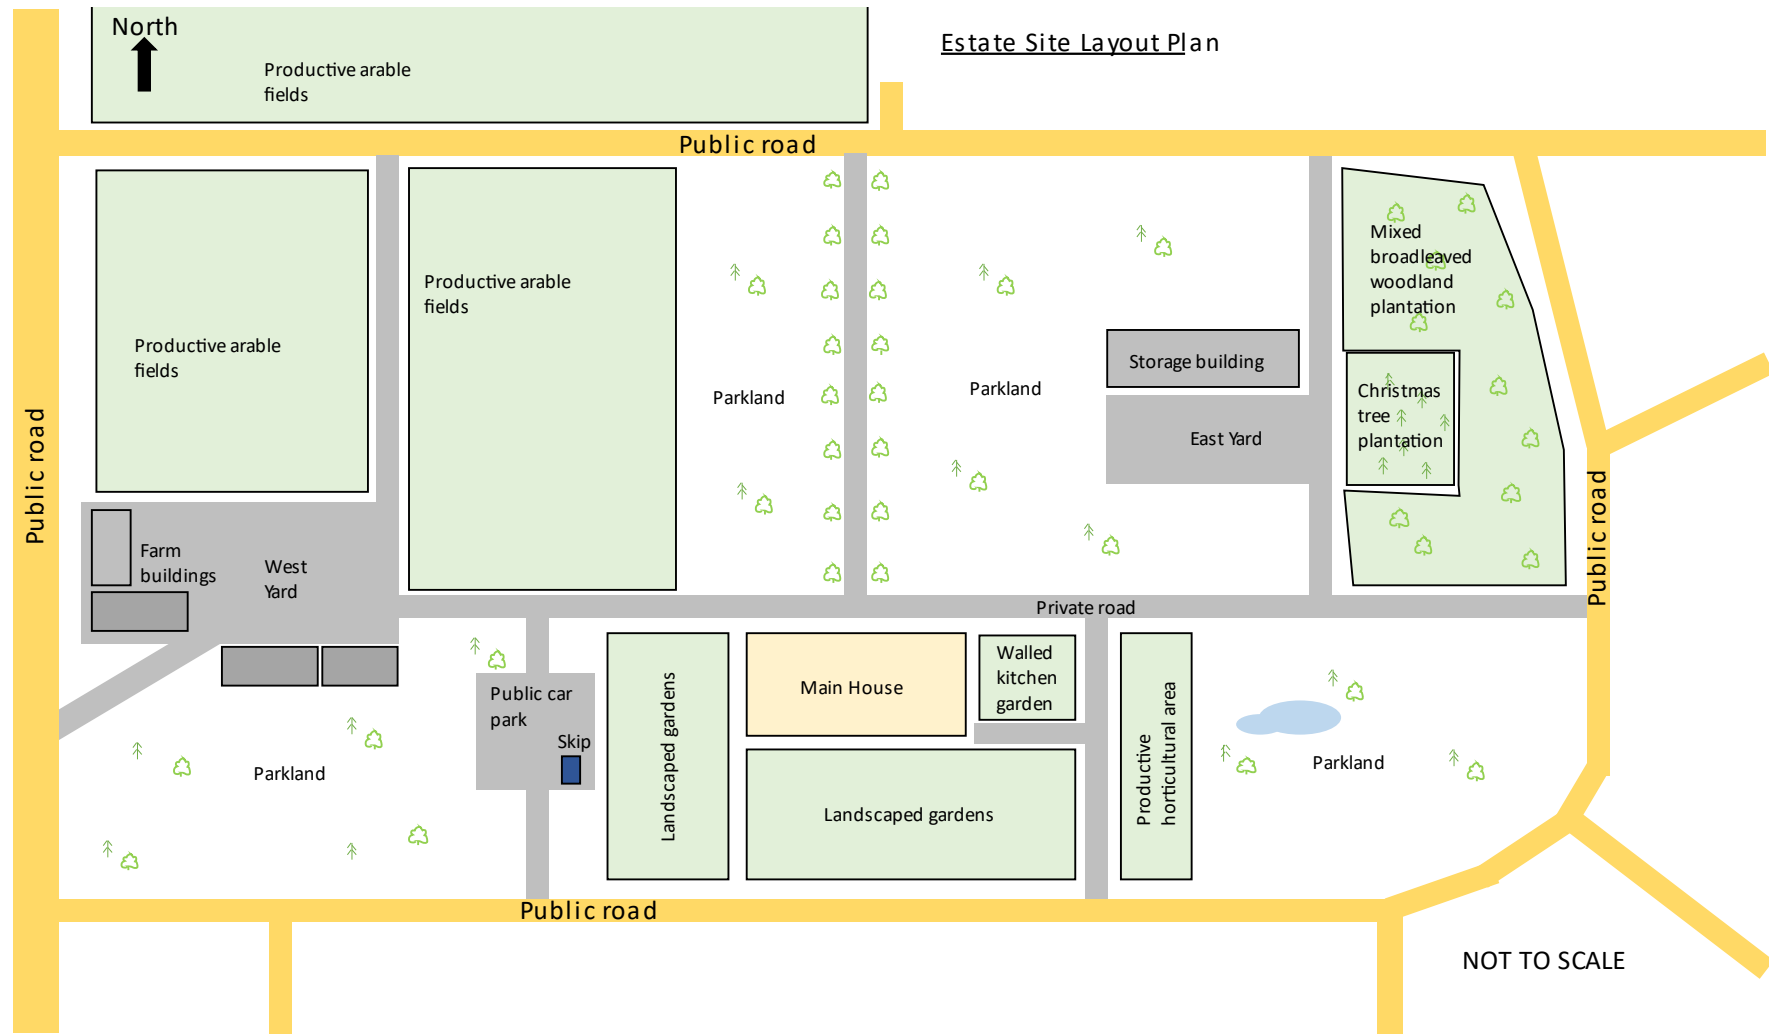 North
Estate Site Layout Plan
Productive arable
fields
Public road
Productive arable
fields
Productive arable
fields
Parkland
Parkland
Storage building
East Yard
Mixed
broadleaved
woodland
plantation
Christmas
tree
plantation
Public road
Public road
Farm
buildings
West
Yard
Private road
Public car
park
Skip
Landscaped gardens
Main House
Walled
kitchen
garden
Productive
horticultural area
Parkland
Parkland
Landscaped gardens
Public road
NOT TO SCALE